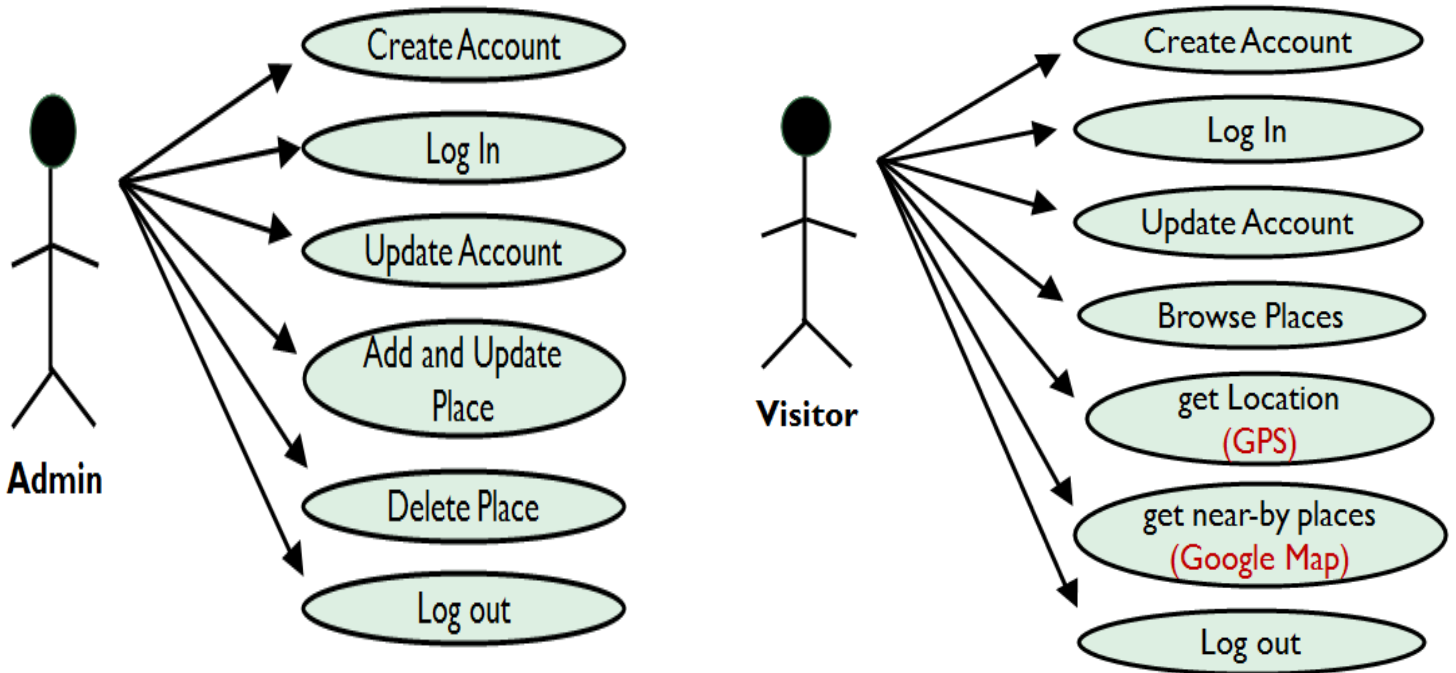 Create Account
Log In
Update Account
Add and Update
Place
Delete Place
Log out
Admin
Create Account
Log In
Update Account
Browse Places
get Location
(GPS)
get near-by places
(Google Map)
Log out
Visitor